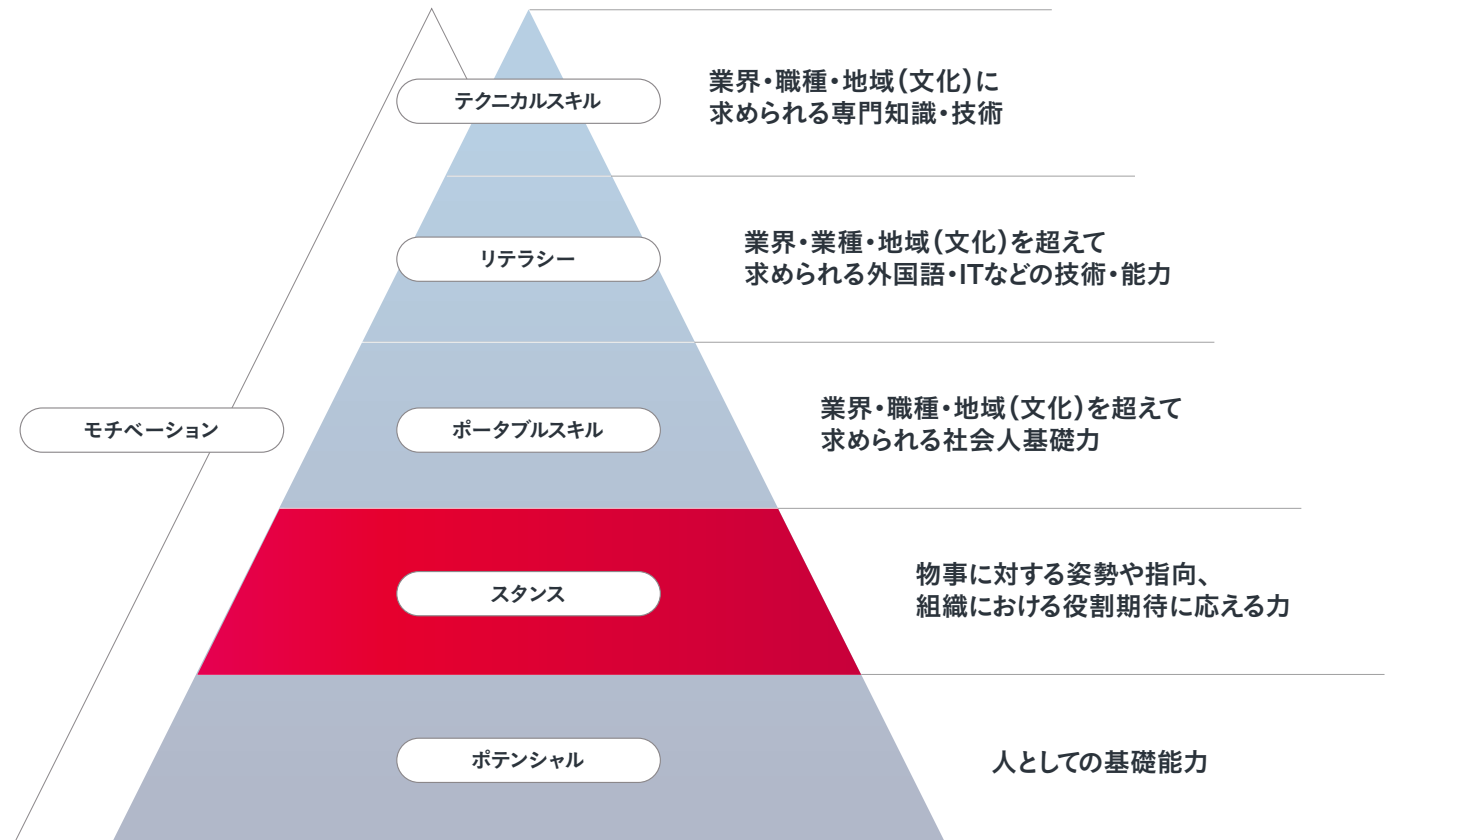 テクニカルスキル
業界・職種・地域(文化)に
求められる専門知識・技術
リテラシー
業界・業種・地域(文化)を超えて
求められる外国語・ITなどの技術・能力
モチベーション
ポータブルスキル
業界・職種・地域(文化)を超えて
求められる社会人基礎力
スタンス
物事に対する姿勢や指向、
組織における役割期待に応える力
ポテンシャル
人としての基礎能力